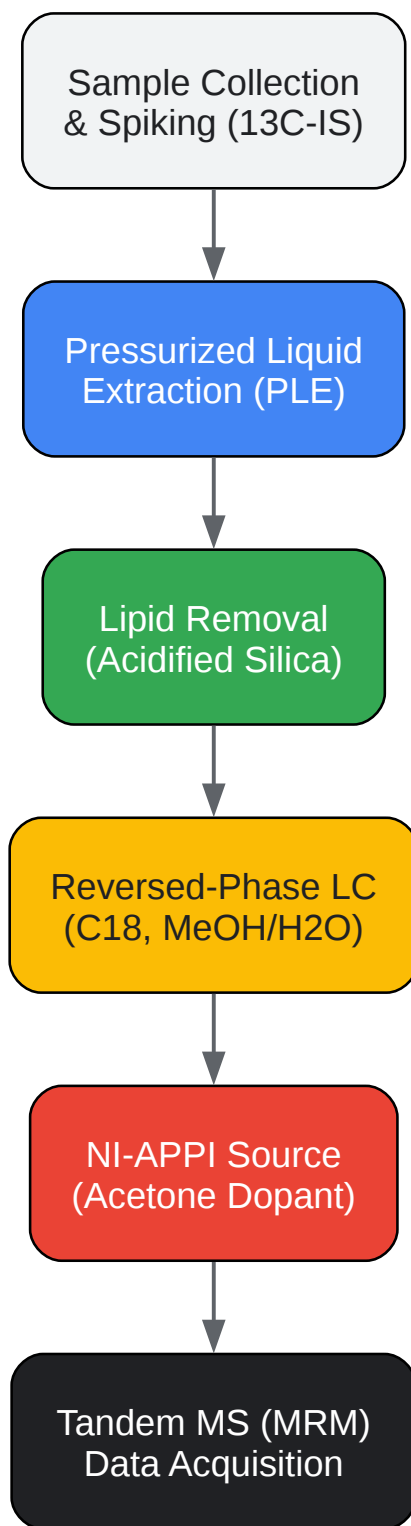 Sample Collection
& Spiking (13C-IS)
Pressurized Liquid
Extraction (PLE)
Lipid Removal
(Acidified Silica)
Reversed-Phase LC
(C18, MeOH/H2O)
NI-APPI Source
(Acetone Dopant)
Tandem MS (MRM)
Data Acquisition